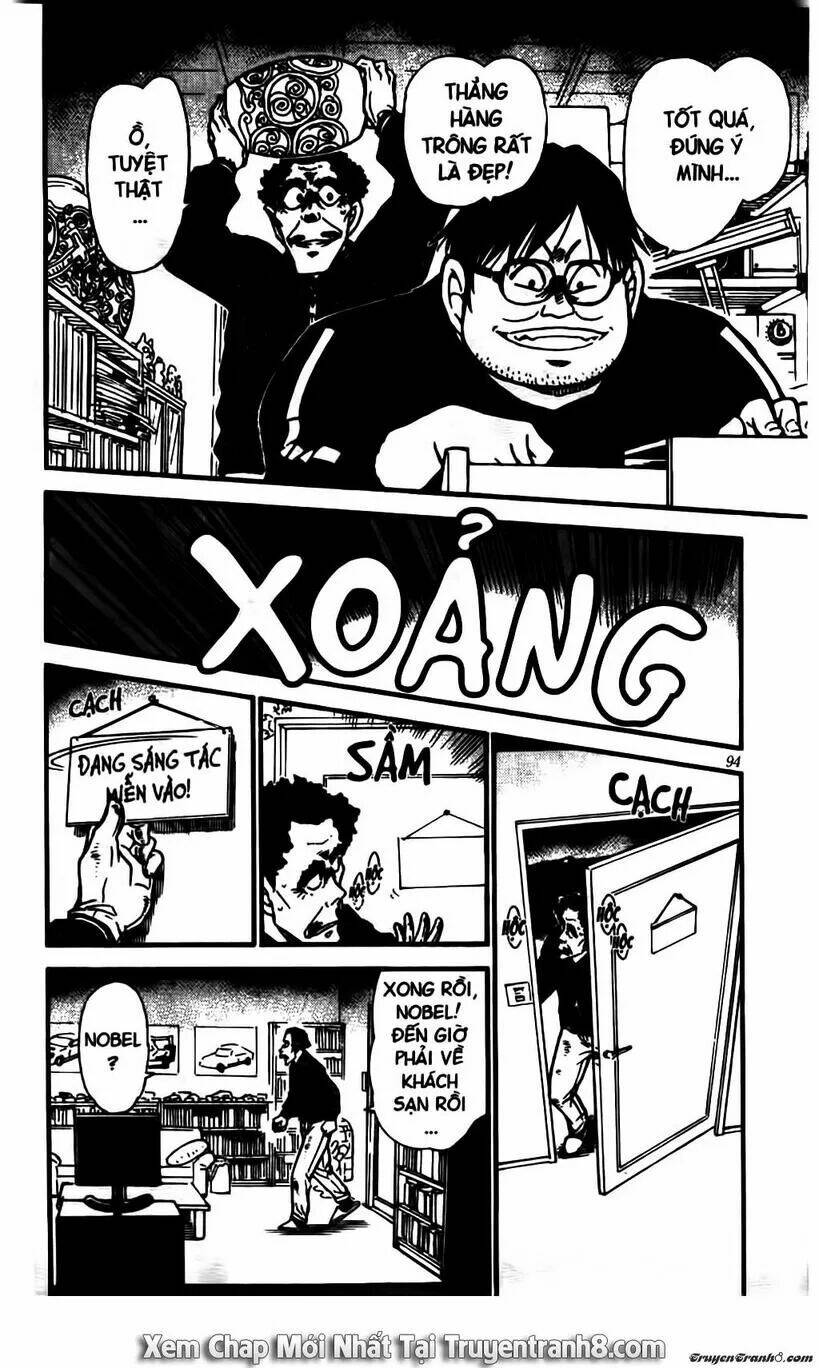 TỐT QUÁ,
ĐÚNG Ý
MÌNH...
THẲNG
HÀNG
TRÔNG RẤT
LÀ ĐẸP!
Ồ,
TUYỆT
THẬT
...
XOẢNG
94
CẠCH
HỘC
HỘC
HỘC
SẦM
HỘC
HỘC
CẠCH
ĐANG SÁNG TÁC
MIỄN VÀO!
XONG RỒI,
NOBEL!
ĐẾN GIỜ
PHẢI VỀ
KHÁCH
SẠN RỒI
...
NOBEL
?
Xem Chap Mới Nhất Tại Truyentranh8.com
TruyenTranh8.com